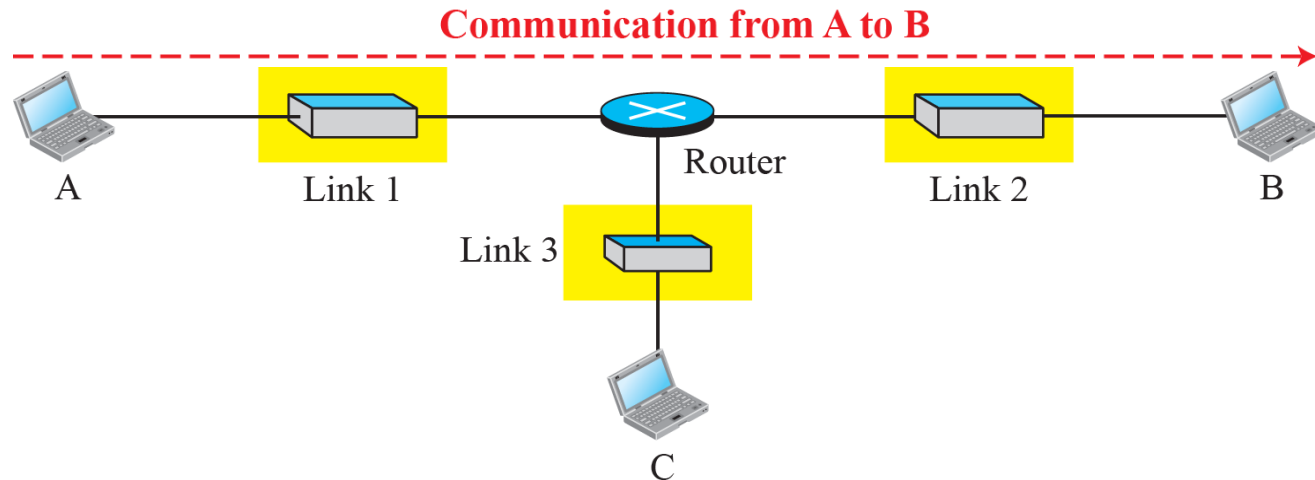 Communication from A to B
A
Link 1
Router
Link 2
B
Link 3
C